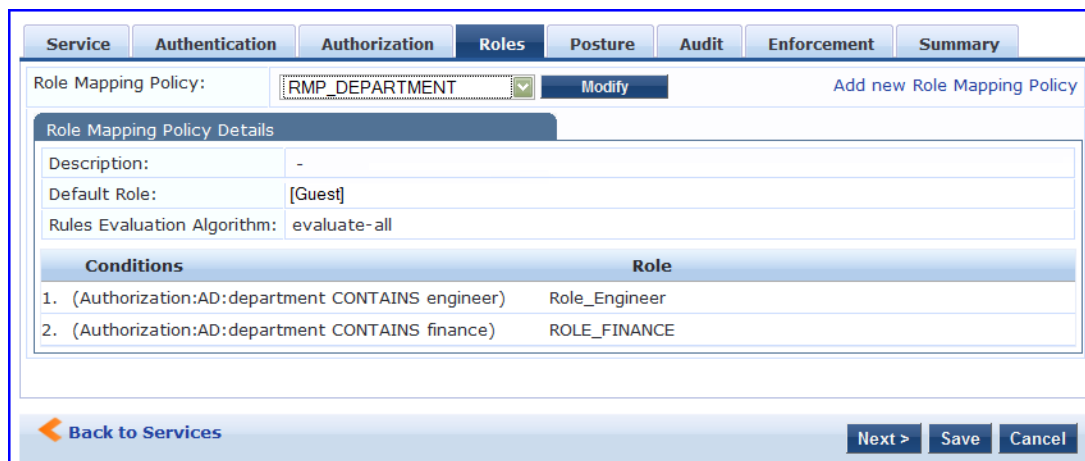 Service Authentication Authorization Roles Posture Audit Enforcement Summary
Role Mapping Policy: RMP_DEPARTMENT Modify Add new Role Mapping Policy
Role Mapping Policy Details
Description: -
Default Role: [Guest]
Rules Evaluation Algorithm: evaluate-all
Conditions Role
1. (Authorization:AD:department CONTAINS engineer) Role_Engineer
2. (Authorization:AD:department CONTAINS finance) ROLE_FINANCE
Back to Services Next > Save Cancel